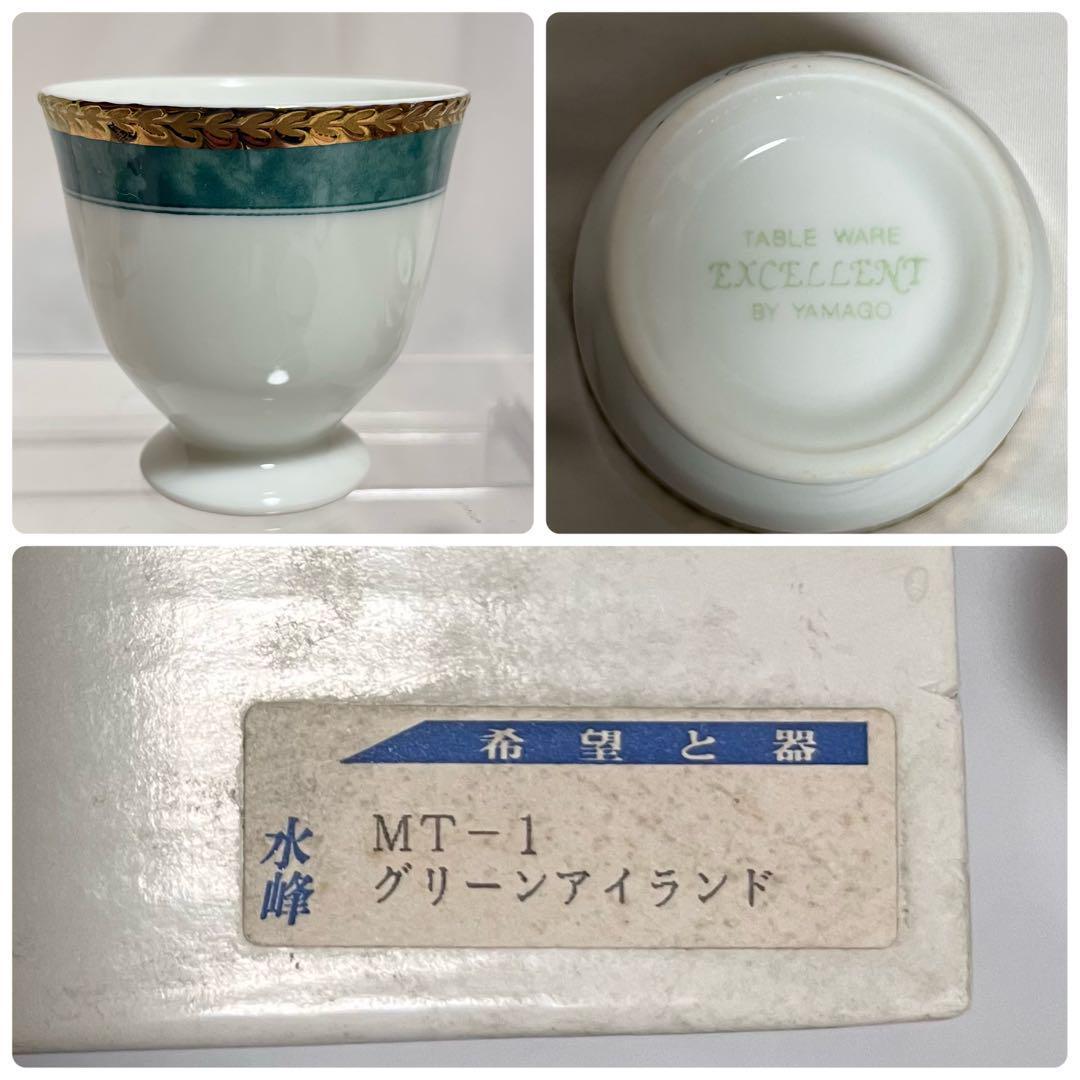 TABLE WARE
EXCELLENT
BY YAMAGO
希望と器
水峰
MT-1
グリーンアイランド